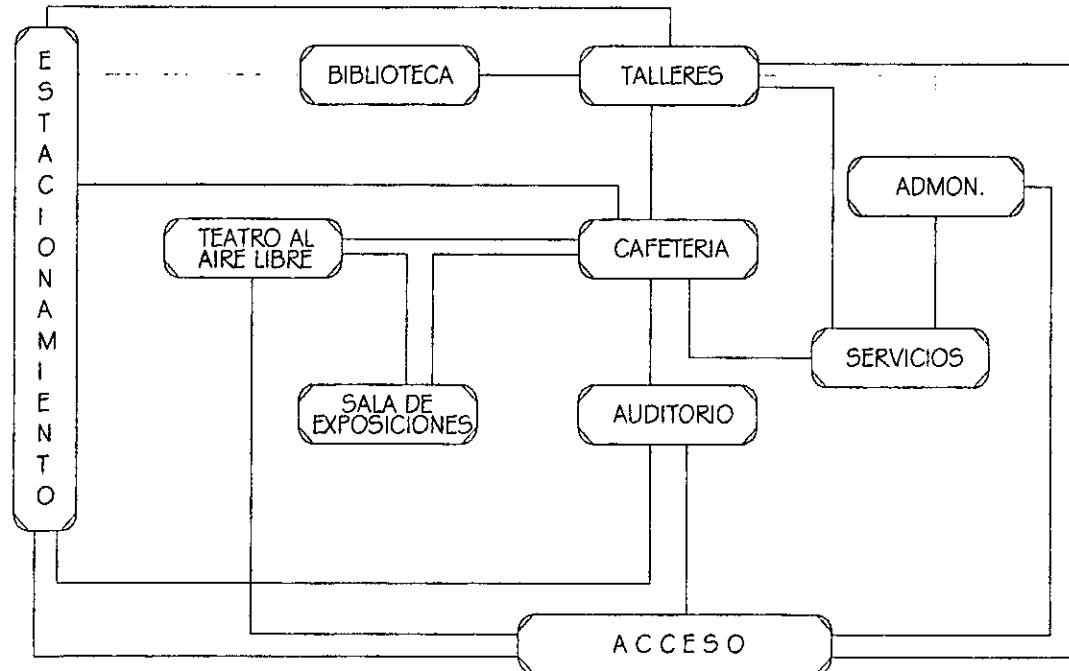 ESTACIONAMIENTO
BIBLIOTECA
TALLERES
ADMON.
TEATRO AL
AIRE LIBRE
CAFETERIA
SERVICIOS
SALA DE
EXPOSICIONES
AUDITORIO
ACCESO